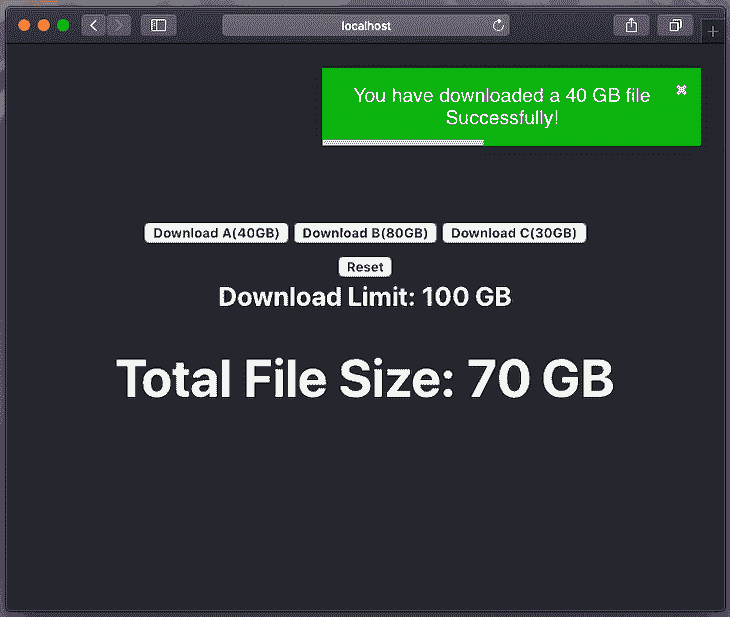 localhost
You have downloaded a 40 GB file
Successfully!
Download A(40GB) Download B(80GB) Download C(30GB)
Reset
Download Limit: 100 GB
Total File Size: 70 GB